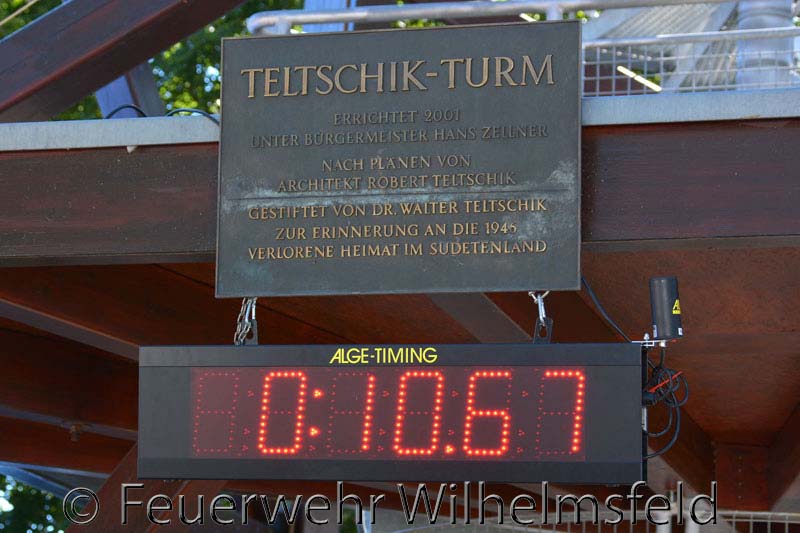 TELTSCHIK-TURM
ERRICHTET 2001
UNTER BÜRGERMEISTER HANS ZELLNER
NACH PLÄNEN VON
ARCHITEKT ROBERT TELTSCHIK
GESTIFTET VON DR. WALTER TELTSCHIK
ZUR ERINNERUNG AN DIE 1946
VERLORENE HEIMAT IM SUDETENLAND
ALGE-TIMING
0:10.67
© Feuerwehr Wilhelmsfeld